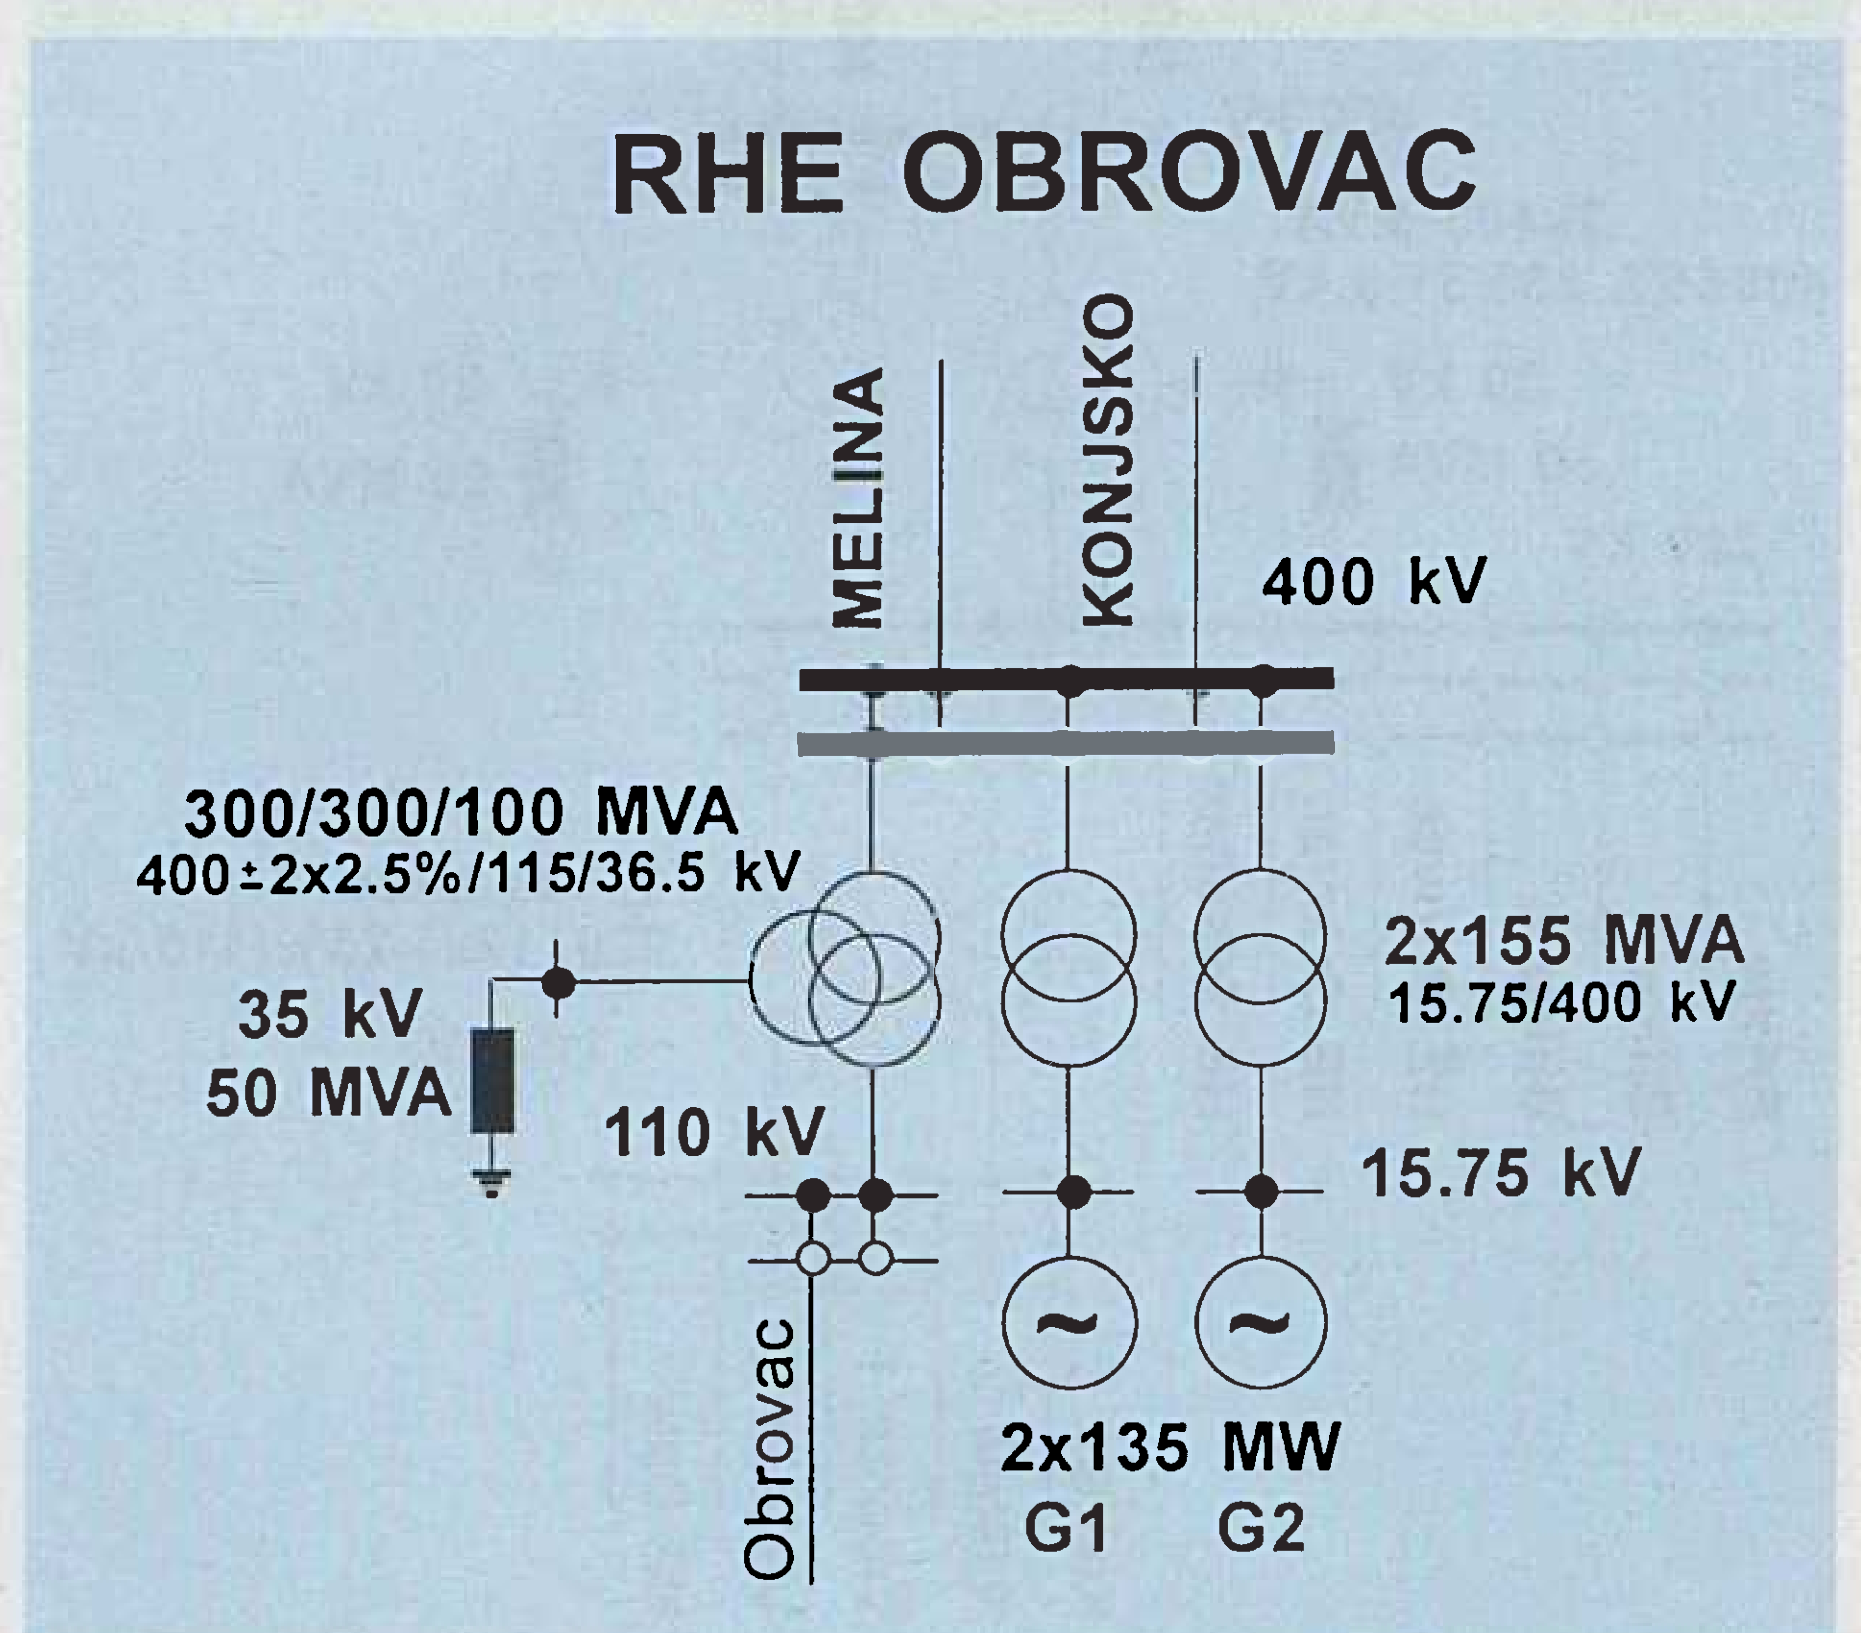 RHE OBROVAC
MELINA
KONJSKO
400 kV
300/300/100 MVA
400±2x2.5%/115/36.5 kV
2x155 MVA
15.75/400 kV
35 kV
50 MVA
110 kV
15.75 kV
~ ~
Obrovac
2x135 MW
G1 G2